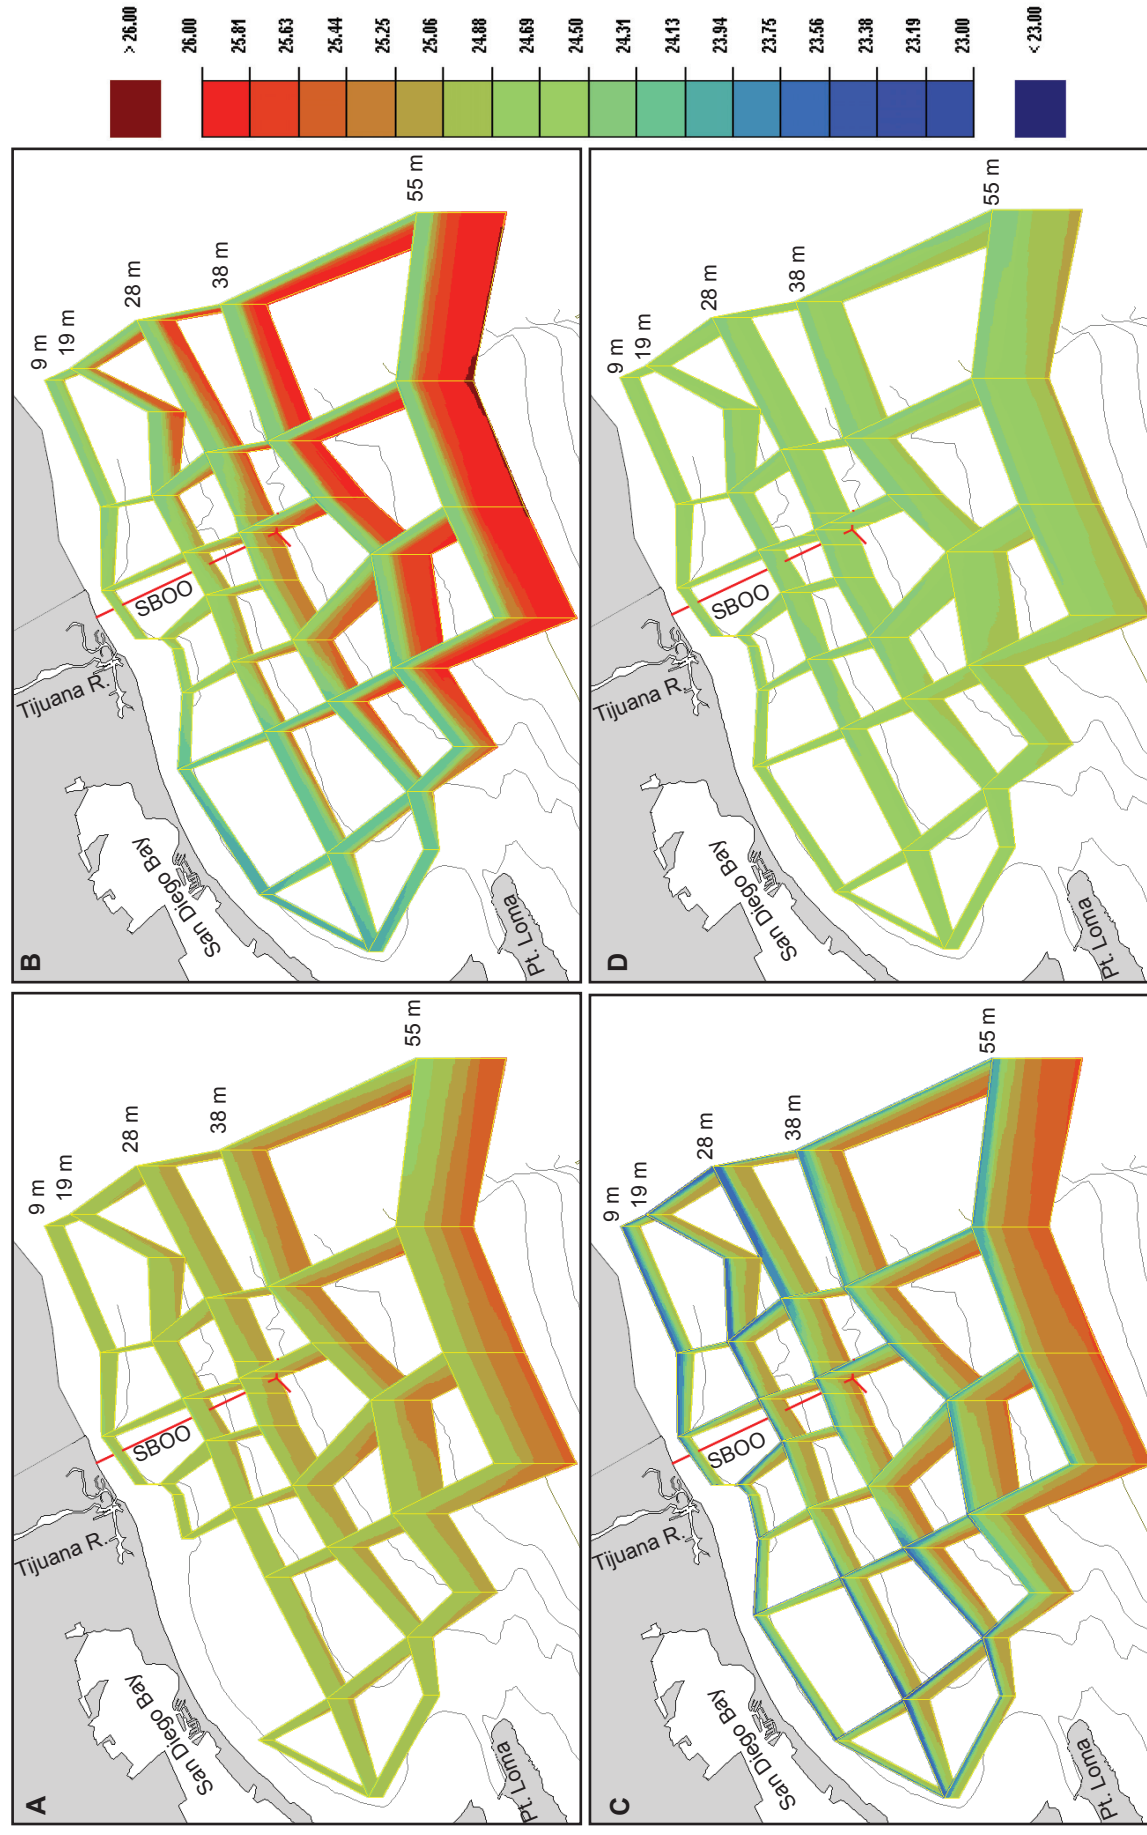 B
9 m
19 m
28 m
38 m
55 m
SBOO
Tijuana R.
San Diego Bay
Pt. Loma
D
9 m
19 m
28 m
38 m
55 m
SBOO
Tijuana R.
San Diego Bay
Pt. Loma
A
9 m
19 m
28 m
38 m
55 m
SBOO
Tijuana R.
San Diego Bay
Pt. Loma
C
9 m
19 m
28 m
38 m
55 m
SBOO
Tijuana R.
San Diego Bay
Pt. Loma
> 26.00
26.00
25.81
25.63
25.44
25.25
25.06
24.88
24.69
24.50
24.31
24.13
23.94
23.75
23.56
23.38
23.19
23.00
< 23.00